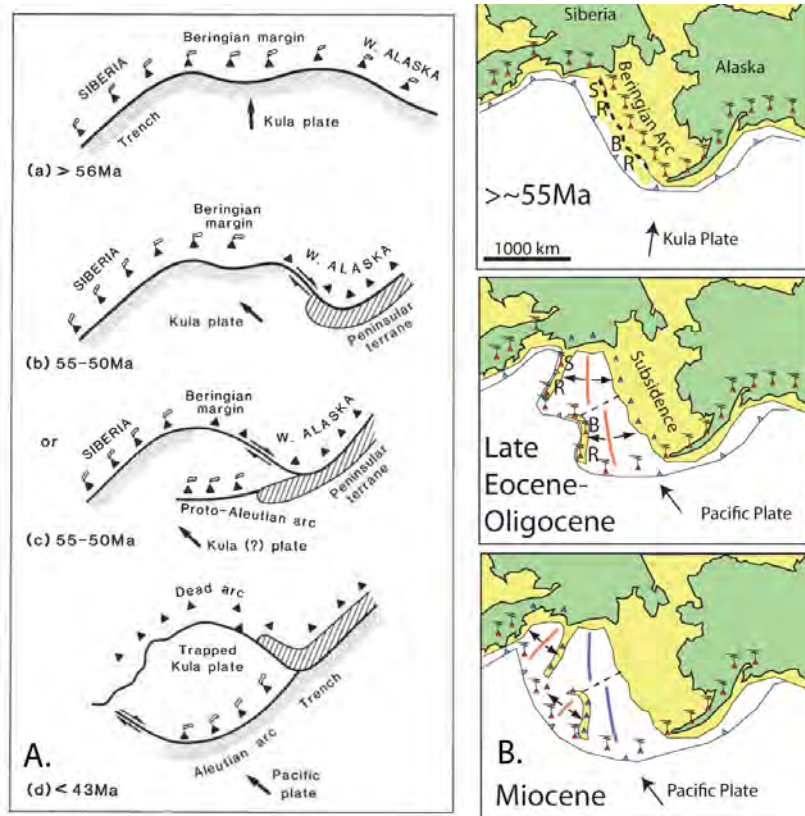 Beringian margin
SIBERIA
W. ALASKA
Trench
Kula plate
(a) > 56Ma
Beringian
margin
SIBERIA
W. ALASKA
Kula plate
Peninsular
terrane
(b) 55-50Ma
or
Beringian
margin
SIBERIA
W. ALASKA
Peninsular
terrane
Proto-Aleutian arc
Kula (?) plate
(c) 55-50Ma
Dead arc
Trapped
Kula plate
Trench
Aleutian arc
Pacific
plate
A.
(d) < 43Ma
Siberia
Alaska
Beringian Arc
S
R
B
R
>~55Ma
1000 km
Kula Plate
S
R
B
R
Subsidence
Late
Eocene-
Oligocene
Pacific Plate
B.
Miocene
Pacific Plate